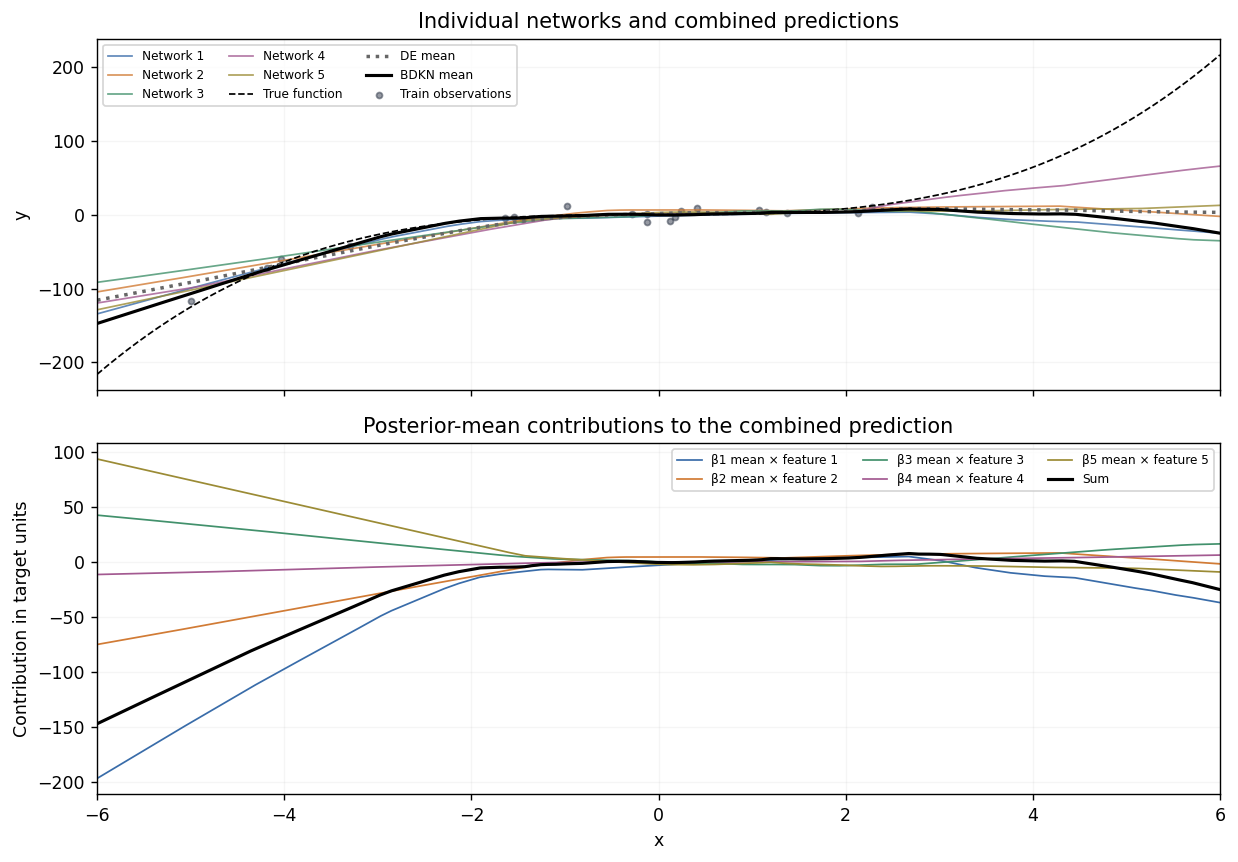 Individual networks and combined predictions
Network 1
Network 2
Network 3
Network 4
Network 5
True function
DE mean
BDKN mean
Train observations
200
100
0
−100
−200
y
Posterior-mean contributions to the combined prediction
β1 mean × feature 1
β2 mean × feature 2
β3 mean × feature 3
β4 mean × feature 4
β5 mean × feature 5
Sum
100
50
0
−50
−100
−150
−200
Contribution in target units
−6
−4
−2
0
2
4
6
x